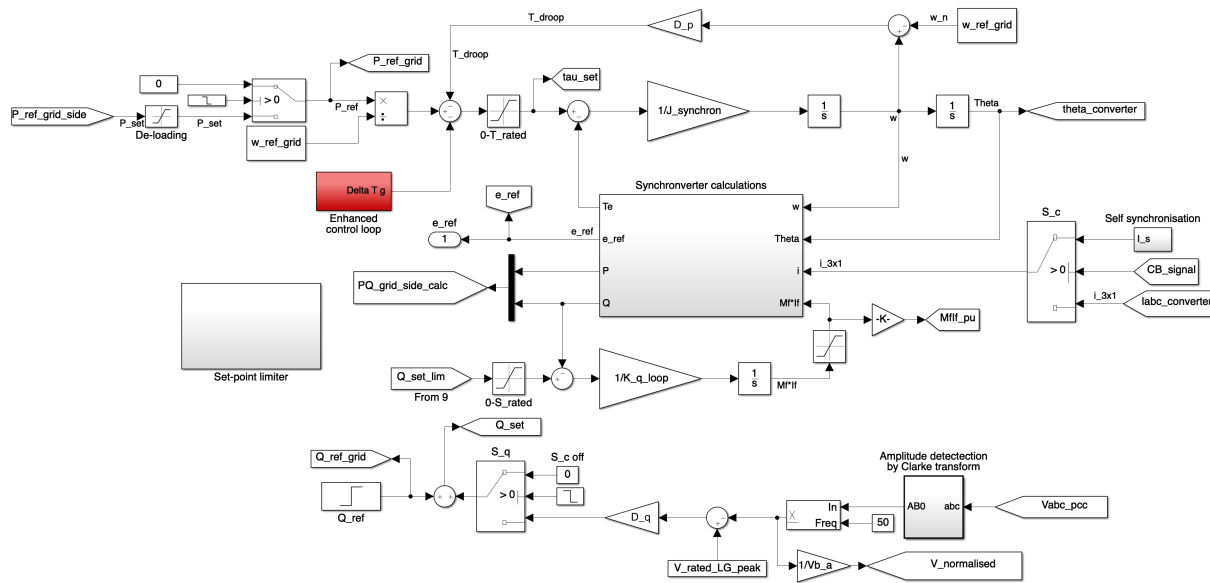 T_droop
D_p
w_n
w_ref_grid
T_droop
P_ref_grid
0
> 0
P_ref
tau_set
P_ref_grid_side
P_set
De-loading
P_set
w_ref_grid
×
÷
0-T_rated
1/J_synchron
1
s
w
1
s
Theta
theta_converter
w
Delta T g
Enhanced
control loop
Synchronverter calculations
Te
e_ref
P
Q
w
Theta
i
Mf*If
e_ref
e_ref
1
e_ref
PQ_grid_side_calc
i_3x1
S_c
> 0
Self synchronisation
I_s
CB_signal
i_3x1
Iabc_converter
-K-
MfIf_pu
Set-point limiter
Q_set_lim
From 9
0-S_rated
1/K_q_loop
1
s
Mf*If
Q_set
Q_ref_grid
Q_ref
S_q
> 0
S_c off
0
D_q
V_rated_LG_peak
In
Freq
50
Amplitude detectection
by Clarke transform
AB0
abc
Vabc_pcc
1/Vb_a
V_normalised